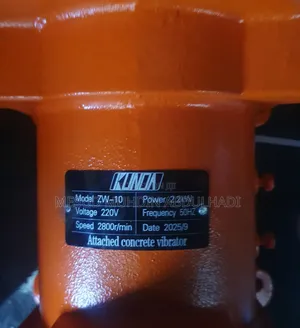 KUNDA
Model ZW-10 Power 2.2kW
Voltage 220V Frequency 50HZ
Speed 2800r/min Date 2025/9
Attached concrete vibrator